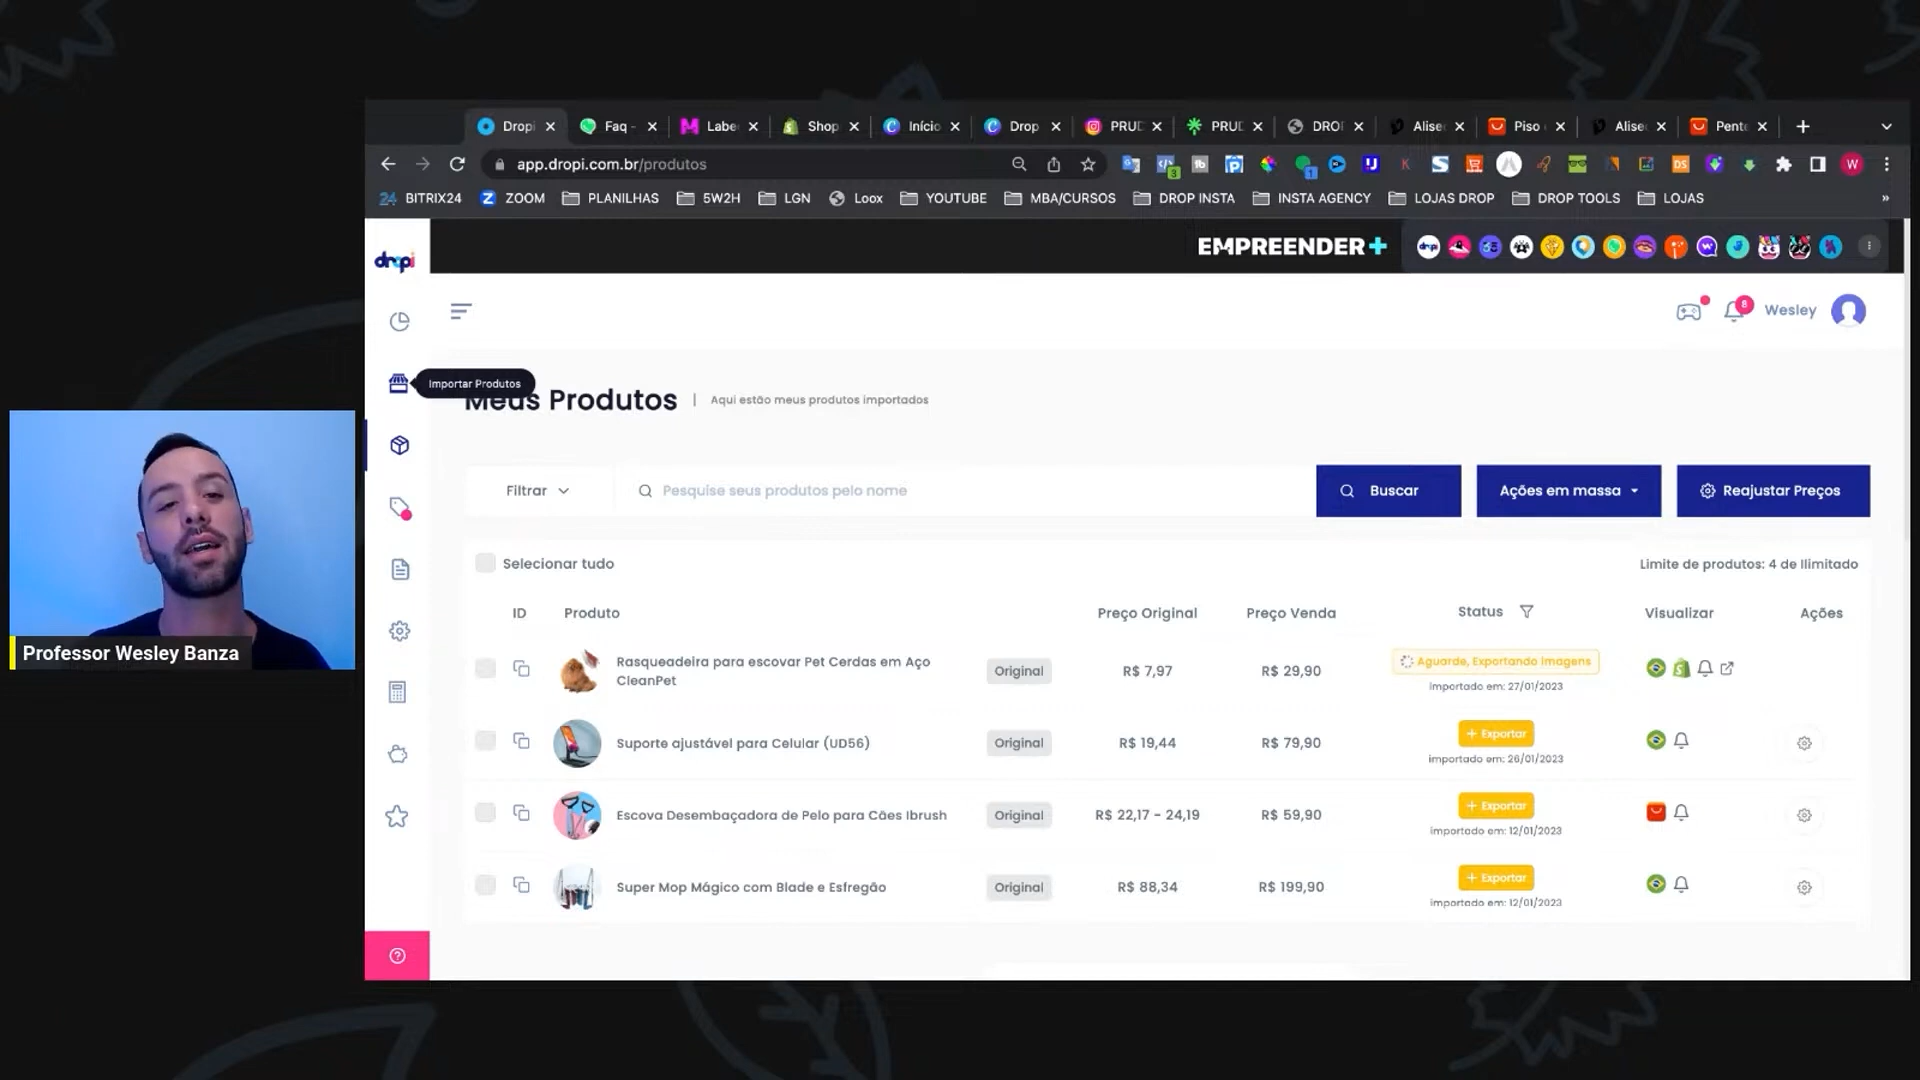 Dropi
Faq -
Labe
Shop
Início
Drop
PRUD
PRUD
DROI
Alise
Piso
Alise
Pente
app.dropi.com.br/produtos
BITRIX24
ZOOM
PLANILHAS
5W2H
LGN
Loox
YOUTUBE
MBA/CURSOS
DROP INSTA
INSTA AGENCY
LOJAS DROP
DROP TOOLS
LOJAS
dropi
EMPREENDER+
8
Wesley
Importar Produtos
Meus Produtos | Aqui estão meus produtos importados
Filtrar
Pesquise seus produtos pelo nome
Buscar
Ações em massa
Reajustar Preços
Selecionar tudo
Limite de produtos: 4 de Ilimitado
ID Produto Preço Original Preço Venda Status Visualizar Ações
Rasqueadeira para escovar Pet Cerdas em Aço
CleanPet
Original R$ 7,97 R$ 29,90
Aguarde, Exportando Imagens
importado em: 27/01/2023
Suporte ajustável para Celular (UD56) Original R$ 19,44 R$ 79,90
+ Exportar
importado em: 26/01/2023
Escova Desembaçadora de Pelo para Cães Ibrush Original R$ 22,17 - 24,19 R$ 59,90
+ Exportar
importado em: 12/01/2023
Super Mop Mágico com Blade e Esfregão Original R$ 88,34 R$ 199,90
+ Exportar
importado em: 12/01/2023
Professor Wesley Banza